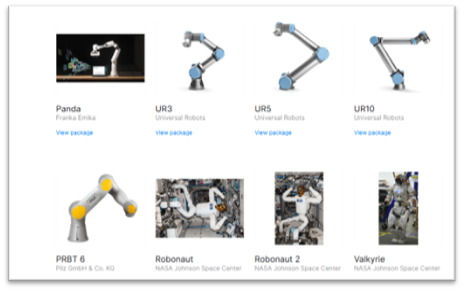 Panda
Franka Emika
View package
UR3
Universal Robots
View package
UR5
Universal Robots
View package
UR10
Universal Robots
View package
PRBT 6
Pilz GmbH & Co. KG
Robonaut
NASA Johnson Space Center
Robonaut 2
NASA Johnson Space Center
Valkyrie
NASA Johnson Space Center